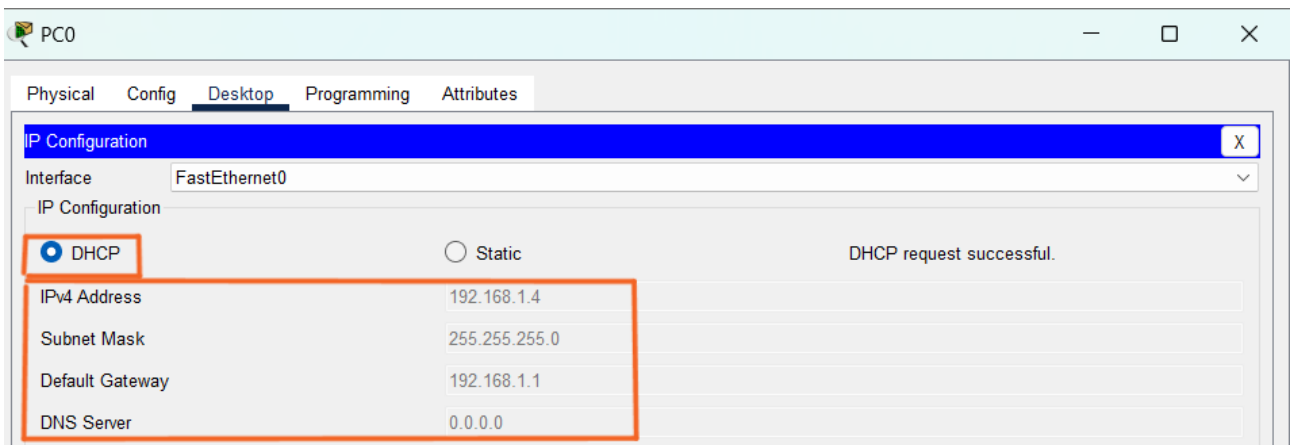 PC0
Physical Config Desktop Programming Attributes
IP Configuration X
Interface FastEthernet0
IP Configuration
DHCP Static DHCP request successful.
IPv4 Address 192.168.1.4
Subnet Mask 255.255.255.0
Default Gateway 192.168.1.1
DNS Server 0.0.0.0